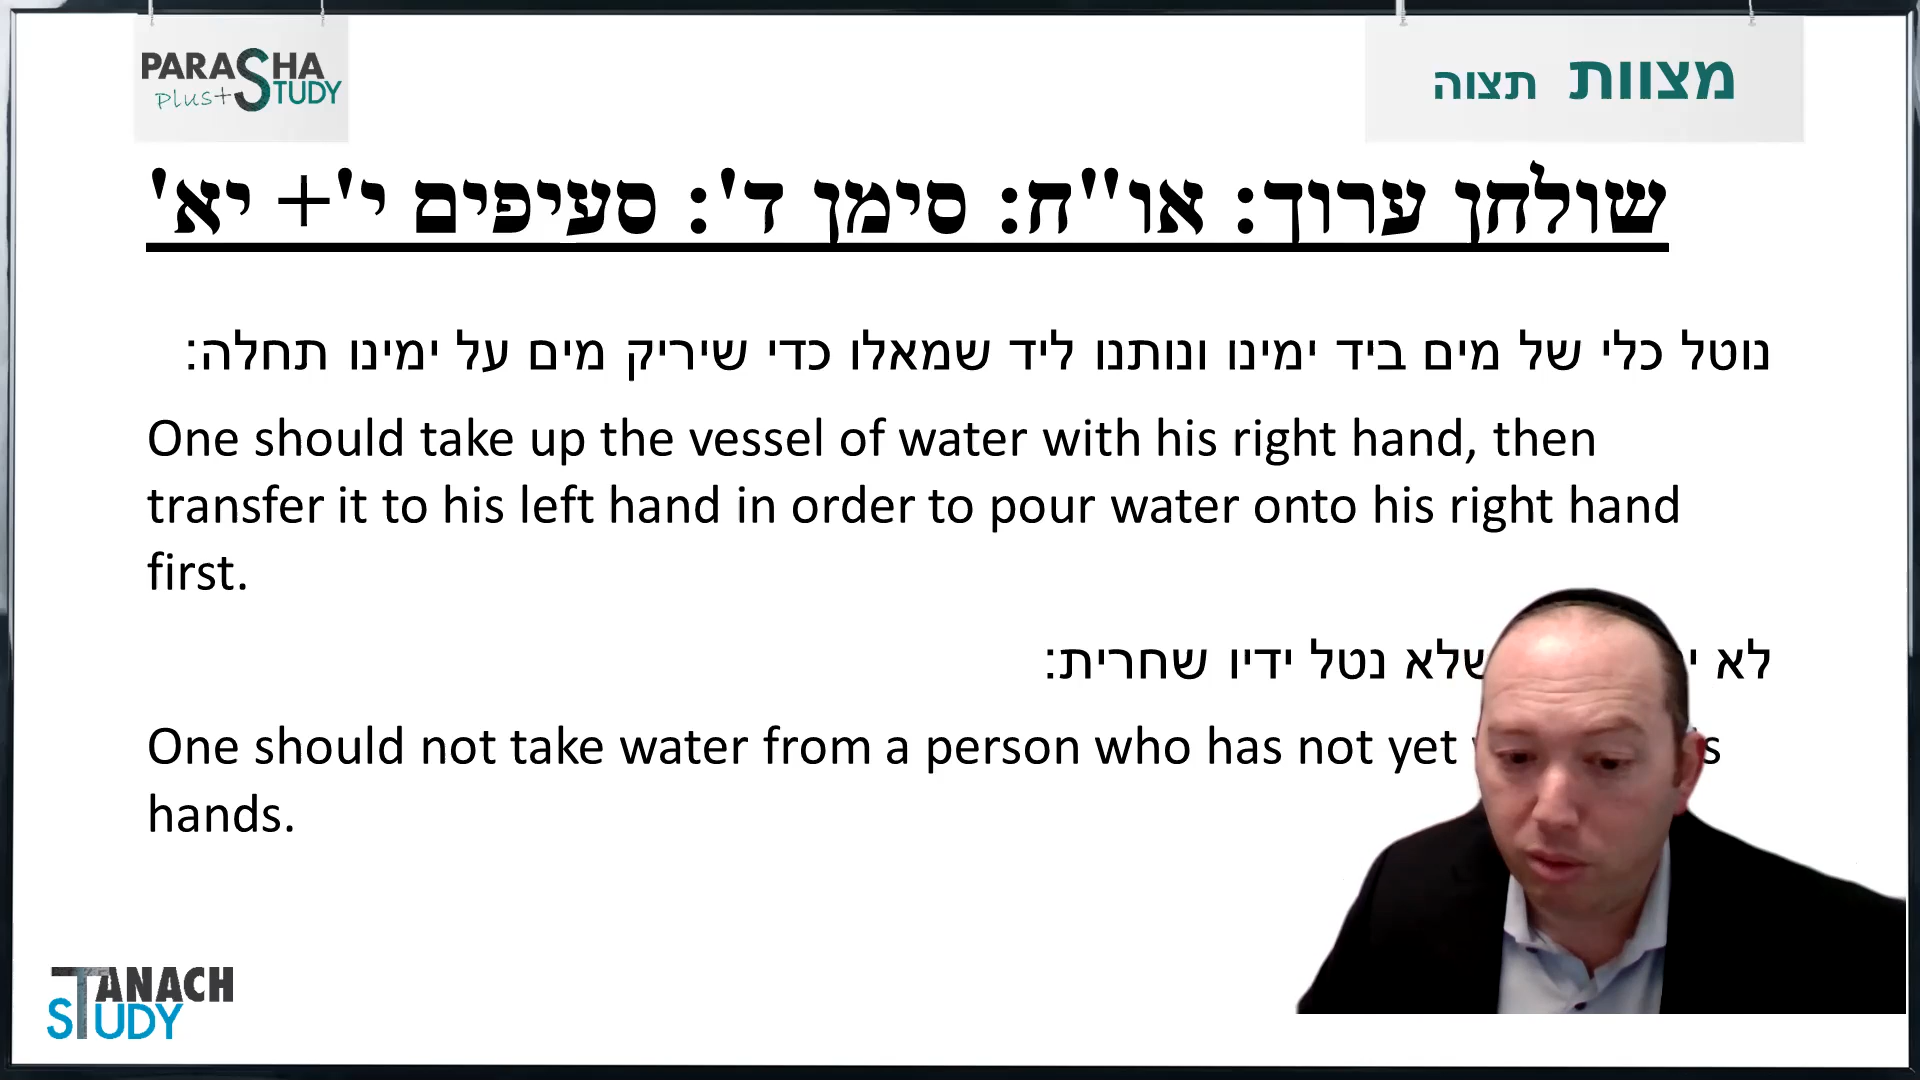 PARASHA
plus+ STUDY
מצוות תצוה
שולחן ערוך: או"ח: סימן ד': סעיפים י'+ יא'
נוטל כלי של מים ביד ימינו ונותנו ליד שמאלו כדי שיריק מים על ימינו תחלה:
One should take up the vessel of water with his right hand, then
transfer it to his left hand in order to pour water onto his right hand
first.
לא שלא נטל ידיו שחרית:
One should not take water from a person who has not yet
hands.
TANACH
STUDY